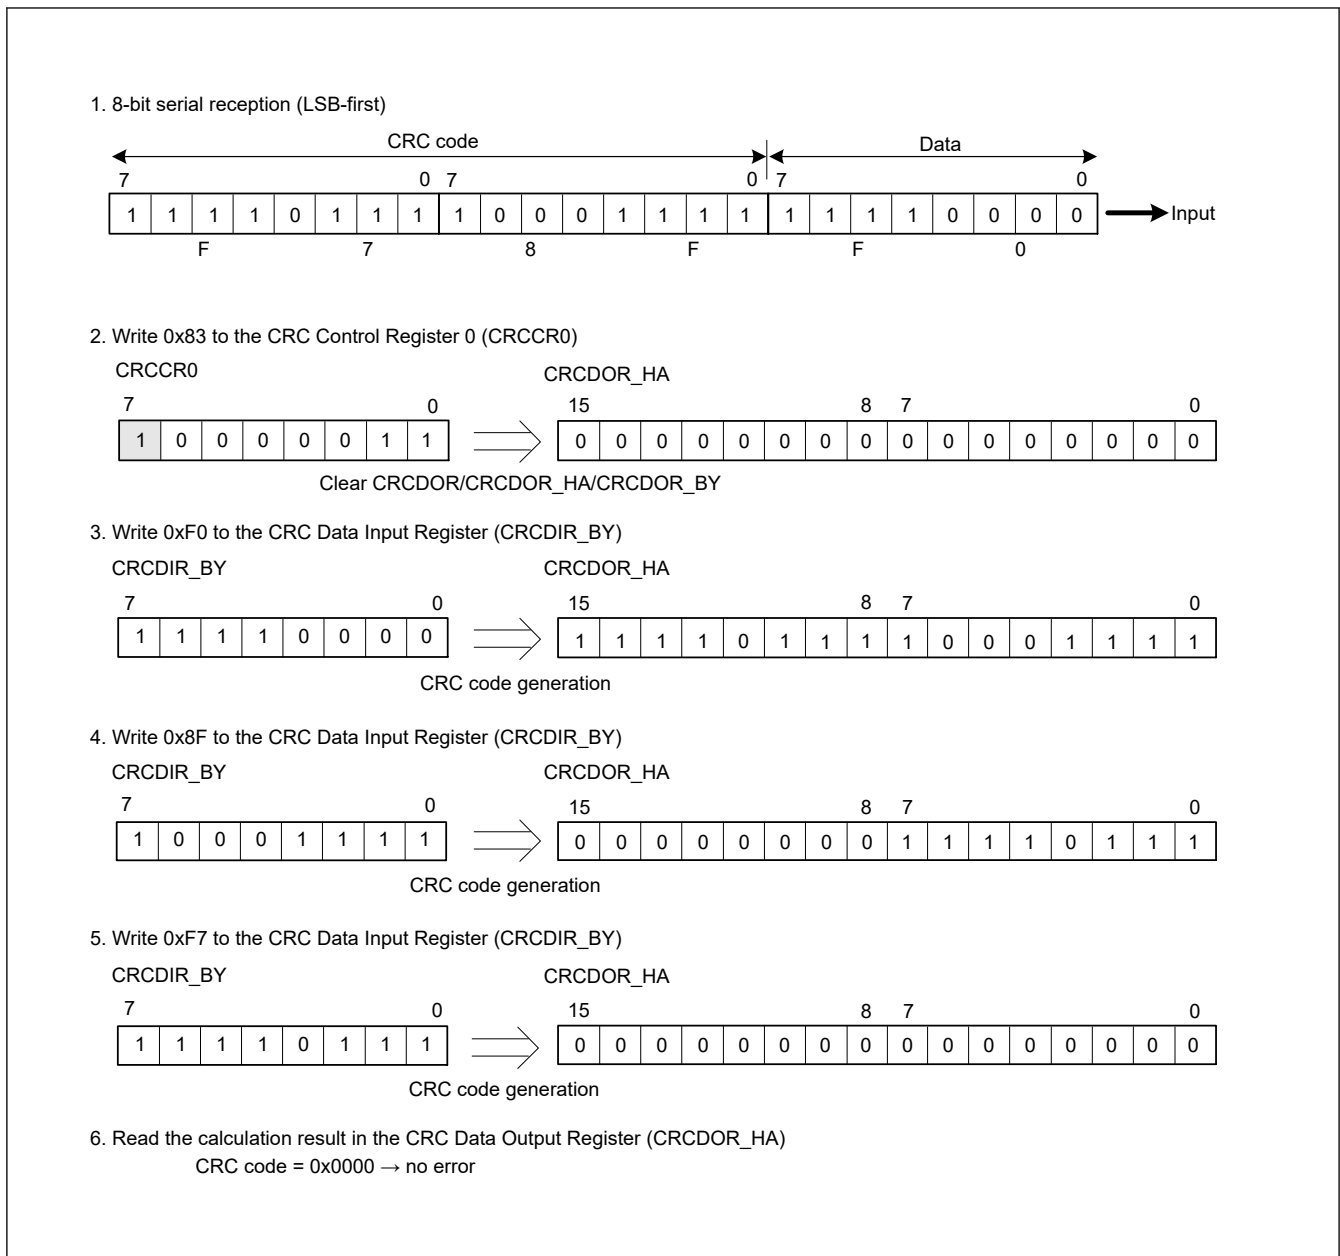 1. 8-bit serial reception (LSB-first)
CRC code Data
7 0 7 0 7 0
1 1 1 1 0 1 1 1 1 0 0 0 1 1 1 1 1 1 1 1 0 0 0 0 Input
F 7 8 F F 0
2. Write 0x83 to the CRC Control Register 0 (CRCCR0)
CRCCR0 CRCDOR_HA
7 0 15 8 7 0
1 0 0 0 0 0 1 1 0 0 0 0 0 0 0 0 0 0 0 0 0 0 0 0
Clear CRCDOR/CRCDOR_HA/CRCDOR_BY
3. Write 0xF0 to the CRC Data Input Register (CRCDIR_BY)
CRCDIR_BY CRCDOR_HA
7 0 15 8 7 0
1 1 1 1 0 0 0 0 1 1 1 1 0 1 1 1 1 0 0 0 1 1 1 1
CRC code generation
4. Write 0x8F to the CRC Data Input Register (CRCDIR_BY)
CRCDIR_BY CRCDOR_HA
7 0 15 8 7 0
1 0 0 0 1 1 1 1 0 0 0 0 0 0 0 0 1 1 1 1 0 1 1 1
CRC code generation
5. Write 0xF7 to the CRC Data Input Register (CRCDIR_BY)
CRCDIR_BY CRCDOR_HA
7 0 15 8 7 0
1 1 1 1 0 1 1 1 0 0 0 0 0 0 0 0 0 0 0 0 0 0 0 0
CRC code generation
6. Read the calculation result in the CRC Data Output Register (CRCDOR_HA)
CRC code = 0x0000 → no error